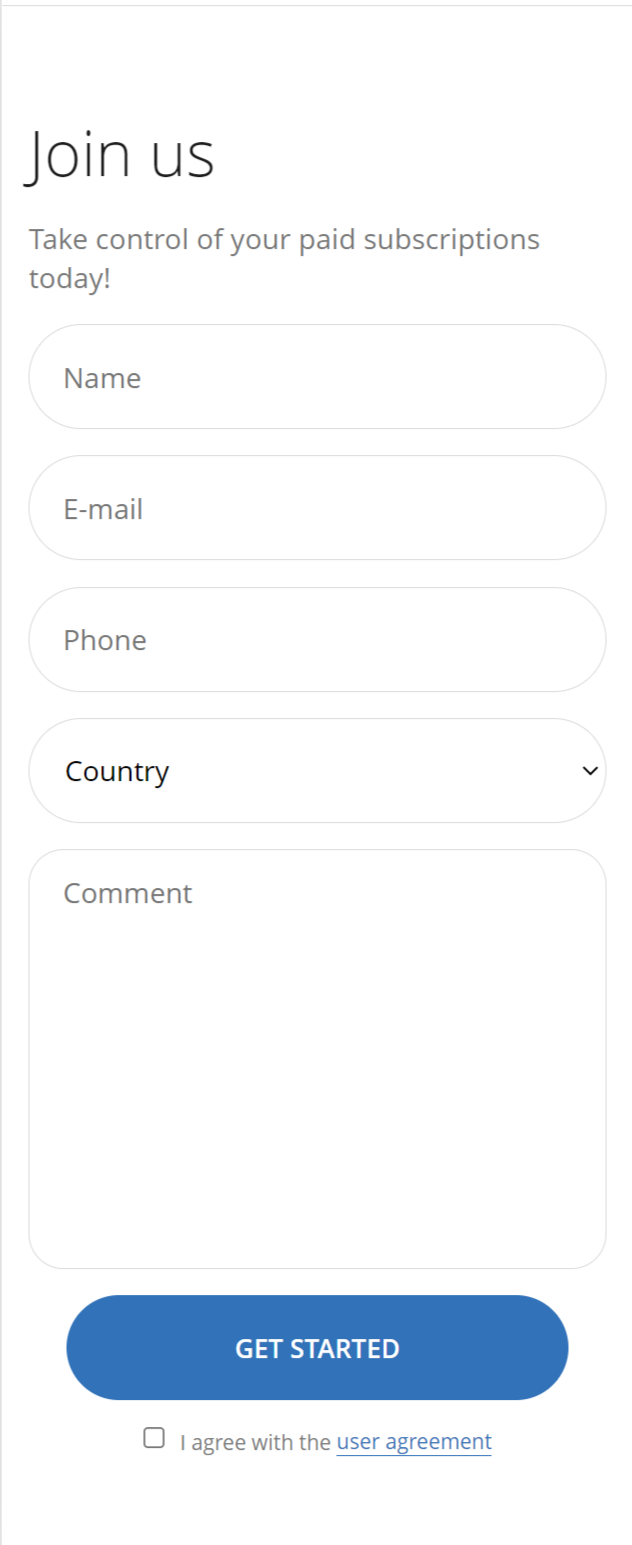 Join us
Take control of your paid subscriptions
today!
Name
E-mail
Phone
Country
Comment
GET STARTED
I agree with the user agreement